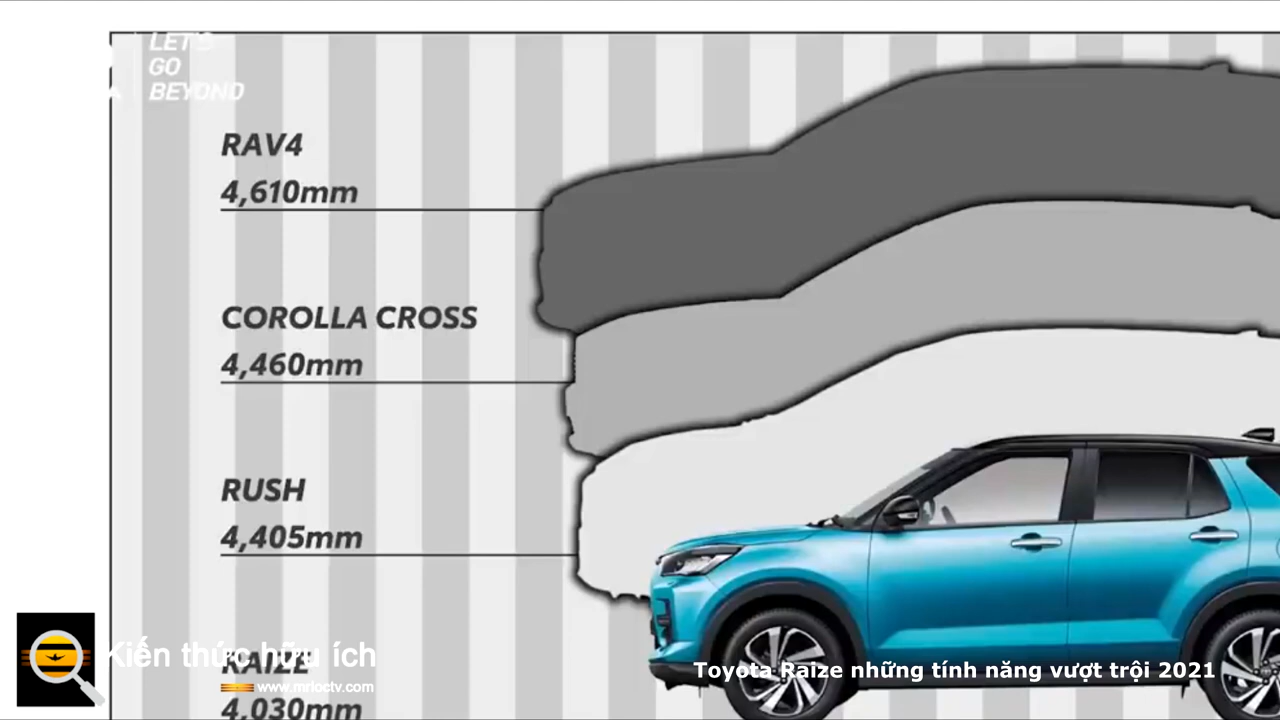 LET'S
GO
BEYOND
RAV4
4,610mm
COROLLA CROSS
4,460mm
RUSH
4,405mm
RAIZE
Kiến thức hữu ích
www.mrloctv.com
4,030mm
Toyota Raize những tính năng vượt trội 2021